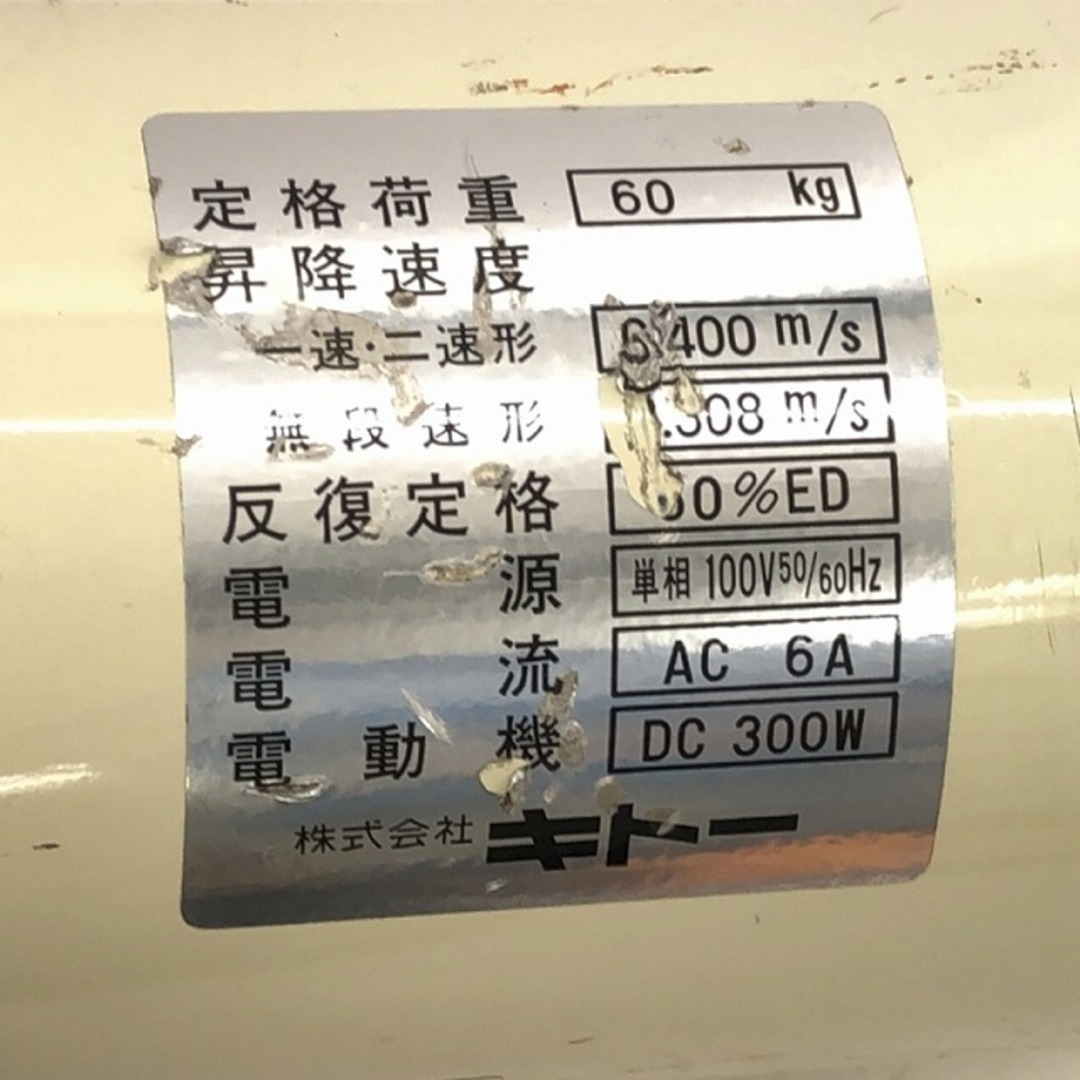 定格荷重 60 kg
昇降速度
一速・二速形 .400 m/s
無段速形 .308 m/s
反復定格 0%ED
電源 単相 100V 50/60Hz
電流 AC 6A
電動機 DC 300W
株式会社 キトー